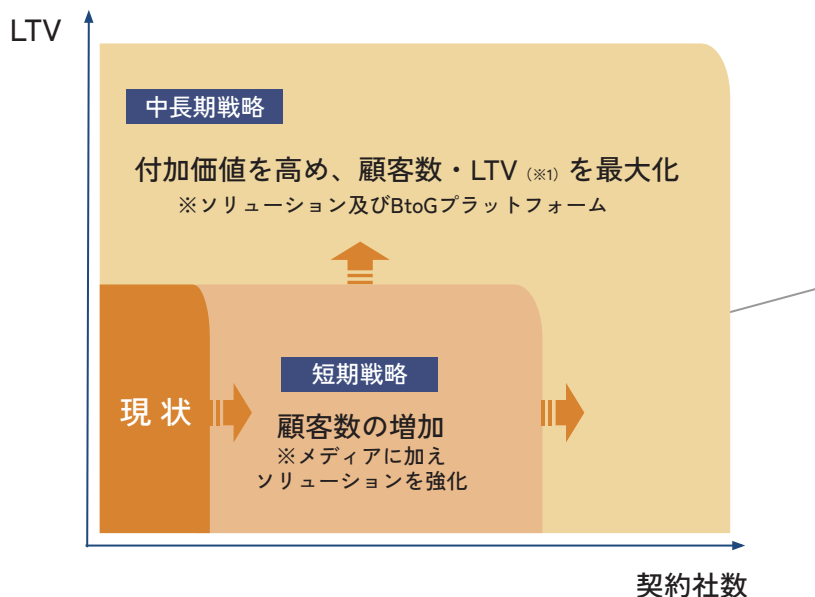 LTV
中長期戦略
付加価値を高め、顧客数・LTV (※1) を最大化
※ソリューション及びBtoGプラットフォーム
現 状
短期戦略
顧客数の増加
※メディアに加え
ソリューションを強化
契約社数